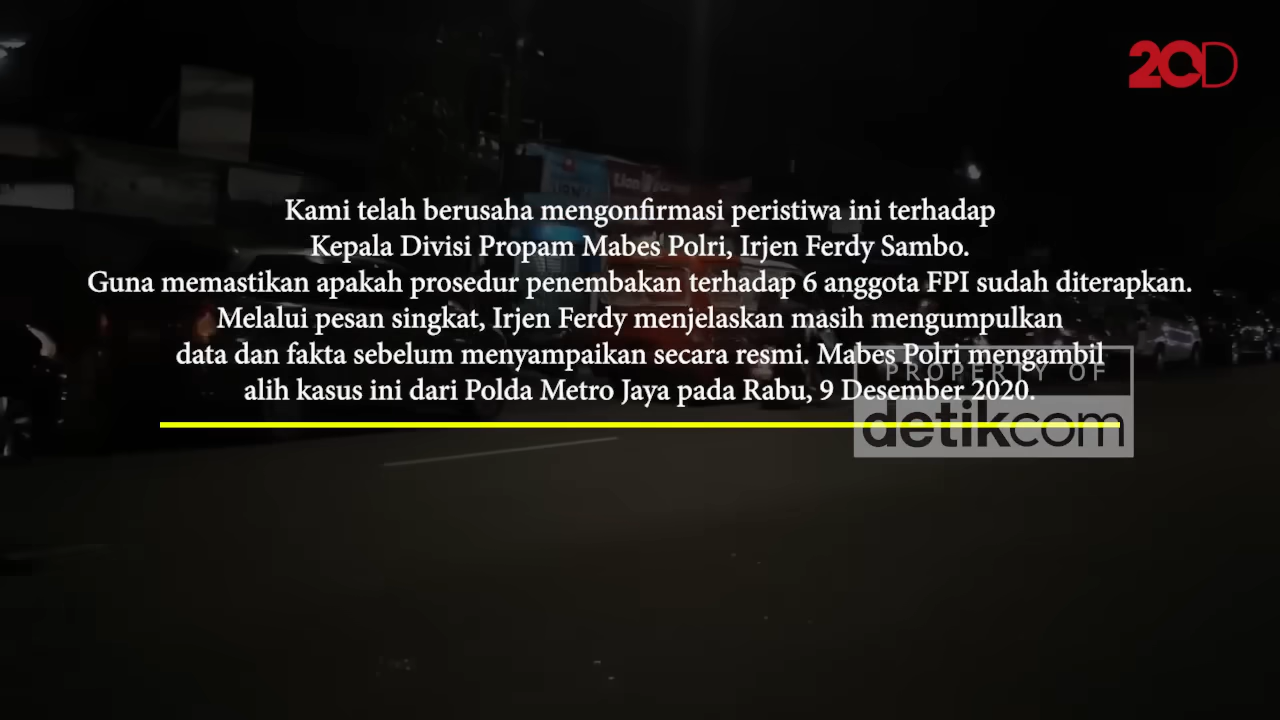 20D
Kami telah berusaha mengonfirmasi peristiwa ini terhadap
Kepala Divisi Propam Mabes Polri, Irjen Ferdy Sambo.
Guna memastikan apakah prosedur penembakan terhadap 6 anggota FPI sudah diterapkan.
Melalui pesan singkat, Irjen Ferdy menjelaskan masih mengumpulkan
data dan fakta sebelum menyampaikan secara resmi. Mabes Polri mengambil
alih kasus ini dari Polda Metro Jaya pada Rabu, 9 Desember 2020.
PROPERTY OF
detikcom